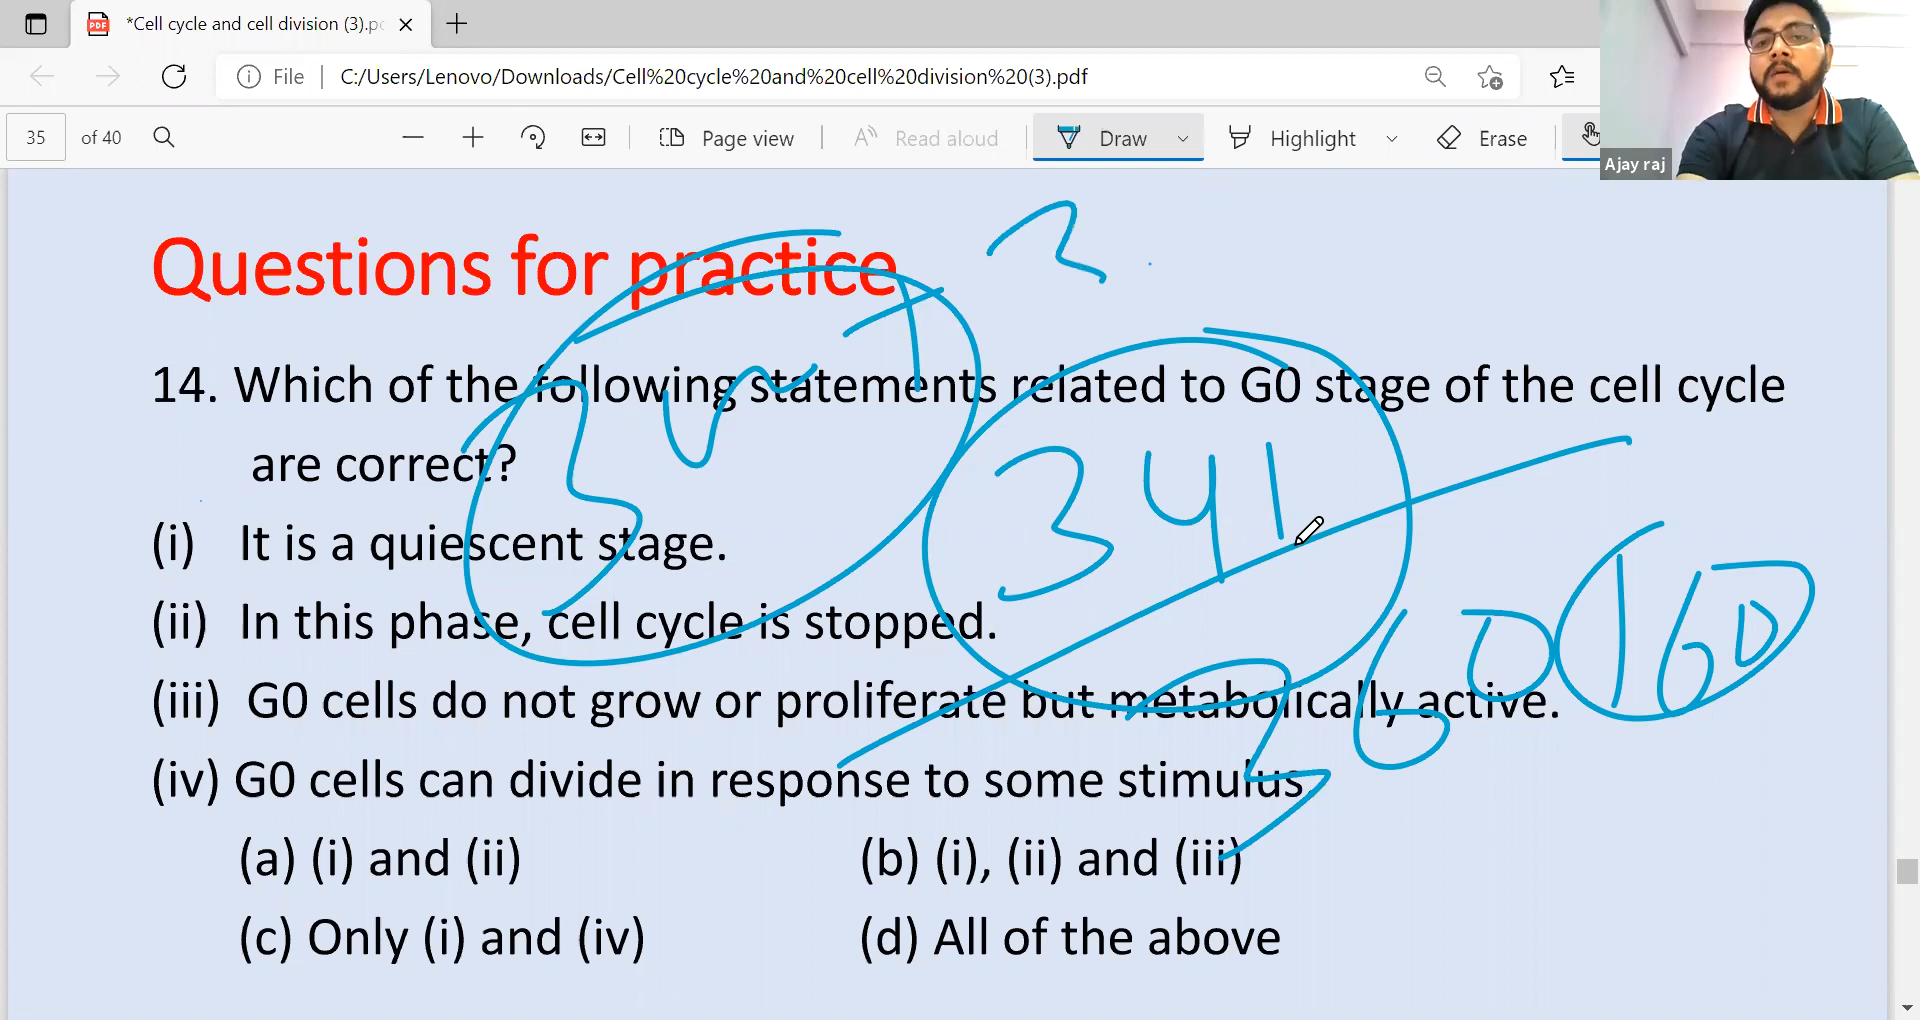 *Cell cycle and cell division (3).p
File | C:/Users/Lenovo/Downloads/Cell%20cycle%20and%20cell%20division%20(3).pdf
35 of 40 Page view Read aloud Draw Highlight Erase
Ajay raj
Questions for practice
14. Which of the following statements related to G0 stage of the cell cycle
are correct?
(i) It is a quiescent stage.
(ii) In this phase, cell cycle is stopped.
(iii) G0 cells do not grow or proliferate but metabolically active.
(iv) G0 cells can divide in response to some stimulus.
(a) (i) and (ii) (b) (i), (ii) and (iii)
(c) Only (i) and (iv) (d) All of the above
341
360
160